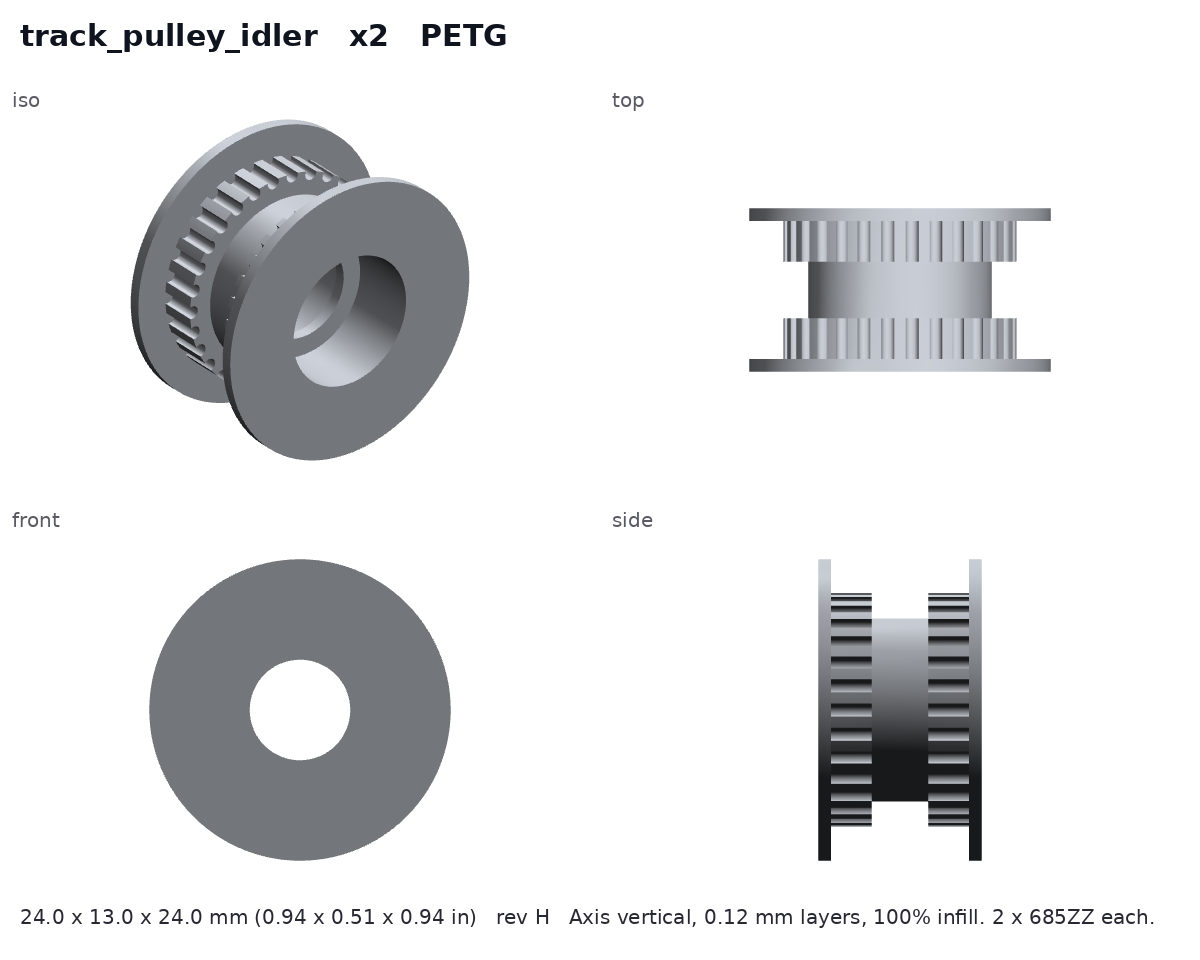 track_pulley_idler x2 PETG
iso
top
front
side
24.0 x 13.0 x 24.0 mm (0.94 x 0.51 x 0.94 in) rev H Axis vertical, 0.12 mm layers, 100% infill. 2 x 685ZZ each.